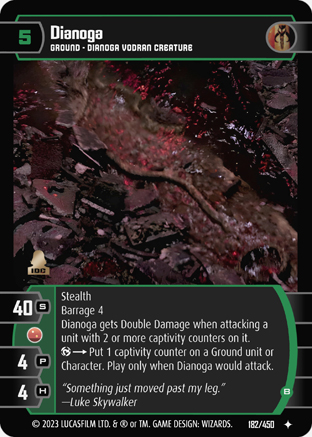 5
Dianoga
GROUND - DIANOGA VODRAN CREATURE
40 S
4 P
4 H
Stealth
Barrage 4
Dianoga gets Double Damage when attacking a
unit with 2 or more captivity counters on it.
Put 1 captivity counter on a Ground unit or
Character. Play only when Dianoga would attack.
“Something just moved past my leg.”
—Luke Skywalker
B
© 2023 LUCASFILM LTD. & ® or TM. GAME DESIGN: WIZARDS. 182/450